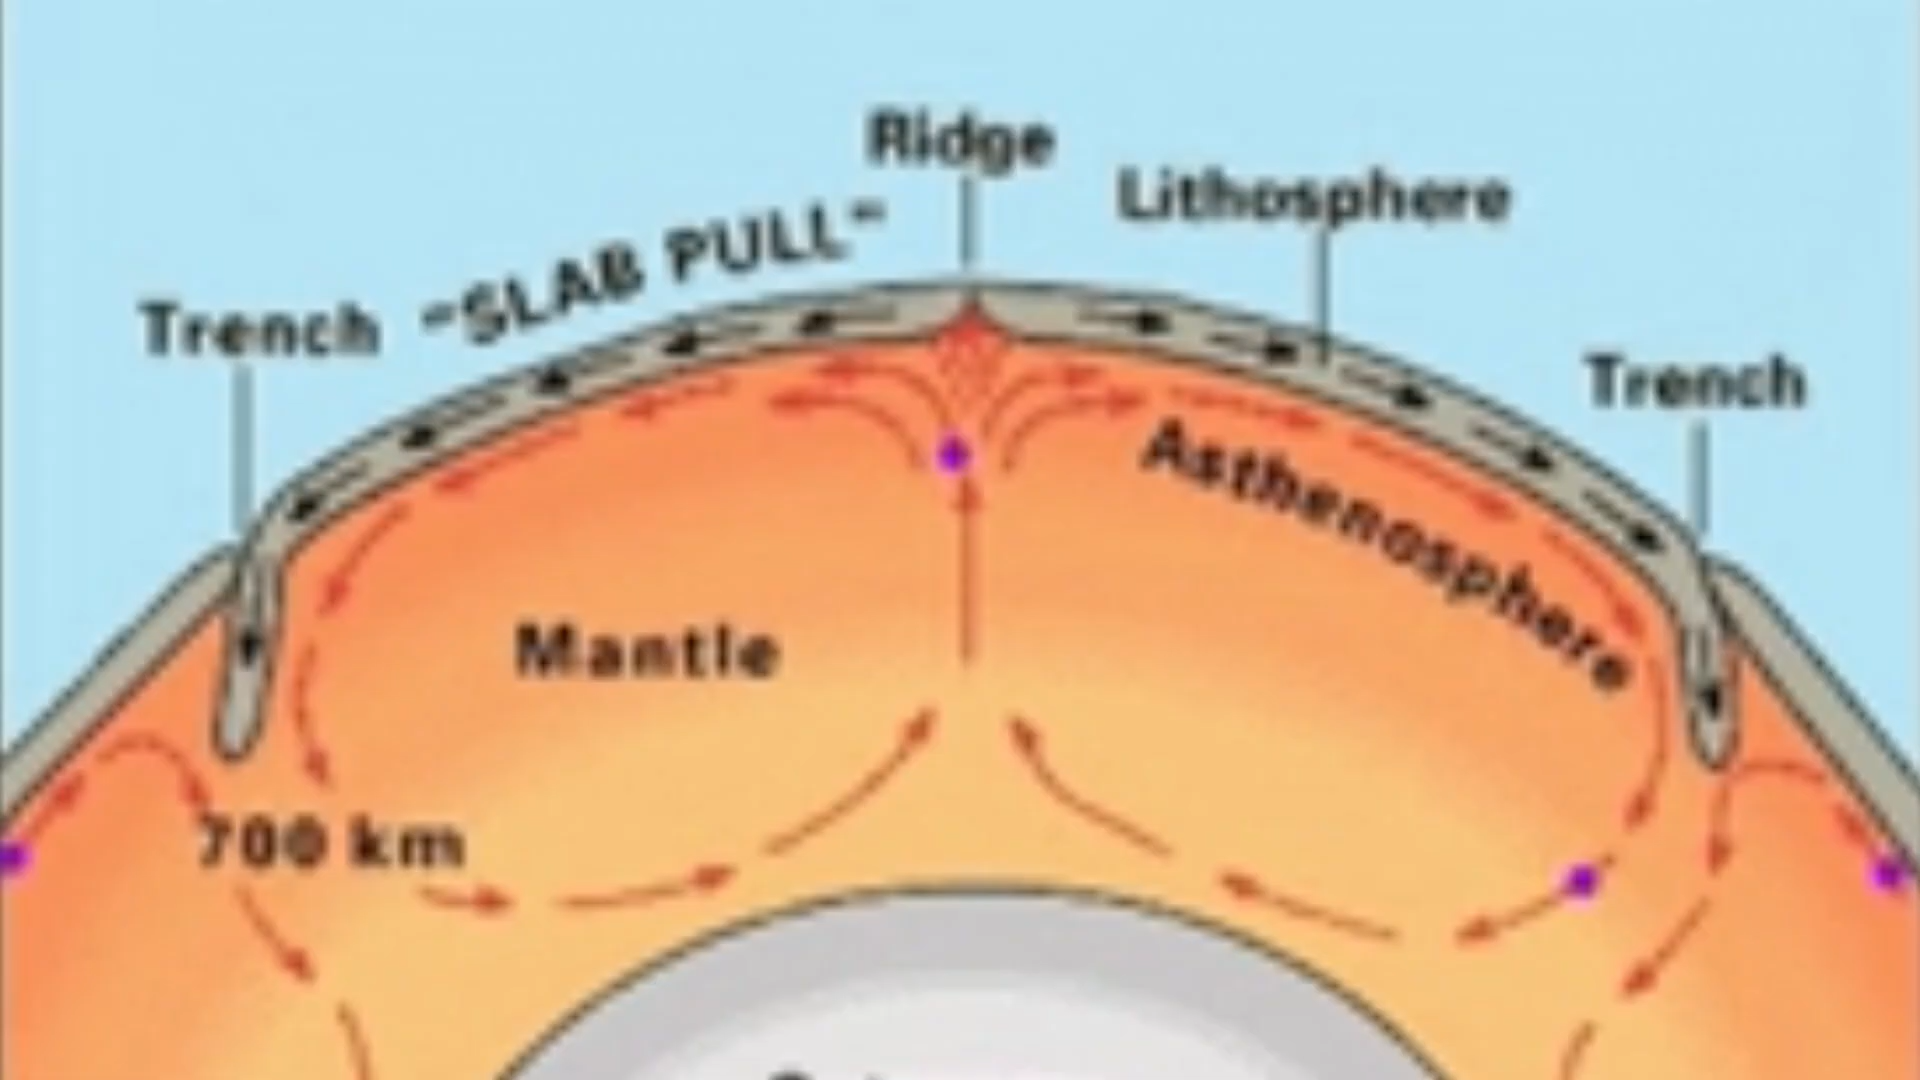 Ridge
Lithosphere
"SLAB PULL"
Trench
Trench
Asthenosphere
Mantle
700 km